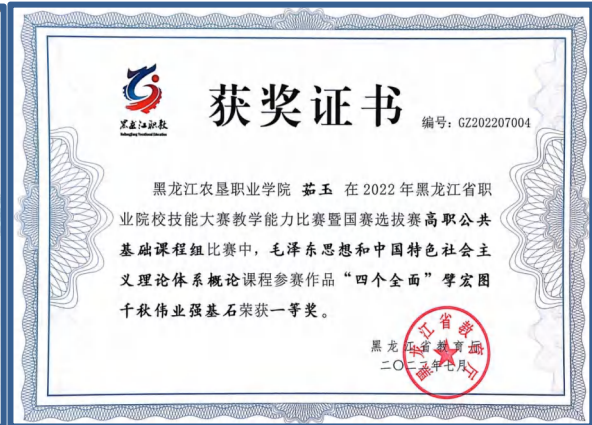 黑龙江职教
Heilongjiang Vocational Education
获奖证书
编号：GZ202207004
黑龙江农垦职业学院 茹玉 在 2022 年黑龙江省职
业院校技能大赛教学能力比赛暨国赛选拔赛高职公共
基础课程组比赛中，毛泽东思想和中国特色社会主
义理论体系概论课程参赛作品“四个全面”擘宏图
千秋伟业强基石荣获一等奖。
黑龙江省教育厅
二〇二二年七月
黑龙江省教育厅